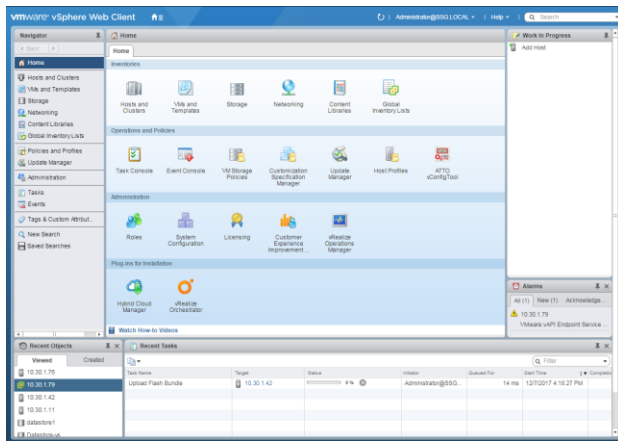 vmware® vSphere Web Client
Administrator@SSG.LOCAL
Help
Search
Navigator
Back
Home
Hosts and Clusters
VMs and Templates
Storage
Networking
Content Libraries
Global Inventory Lists
Policies and Profiles
Update Manager
Administration
Tasks
Events
Tags & Custom Attribut...
New Search
Saved Searches
Home
Home
Inventories
Hosts and Clusters
VMs and Templates
Storage
Networking
Content Libraries
Global Inventory Lists
Operations and Policies
Task Console
Event Console
VM Storage Policies
Customization Specification Manager
Update Manager
Host Profiles
ATTO vConfigTool
Administration
Roles
System Configuration
Licensing
Customer Experience Improvement...
vRealize Operations Manager
Plug-ins for Installation
Hybrid Cloud Manager
vRealize Orchestrator
Watch How-to Videos
Work In Progress
Add Host
Alarms
All (1) New (1) Acknowledge...
10.30.1.79
VMware vAPI Endpoint Service ...
Recent Objects
Viewed Created
10.30.1.76
10.30.1.79
10.30.1.42
10.30.1.11
datastore1
Recent Tasks
Filter
Task Name Target Status Initiator Queued For Start Time 1 Completio
Upload Flash Bundle 10.30.1.42 0 % Administrator@SSG... 14 ms 12/7/2017 4:18:27 PM